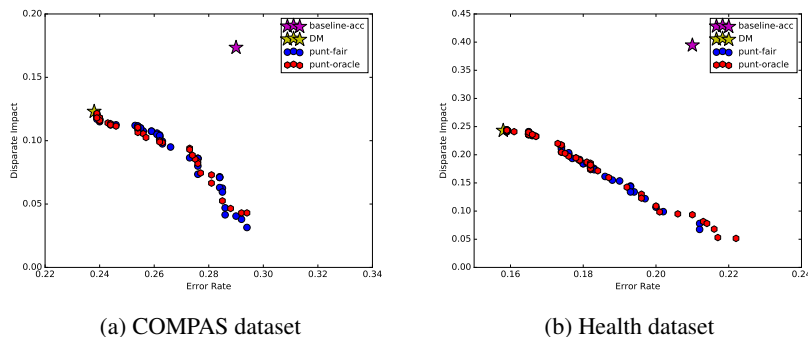 baseline-acc
DM
punt-fair
punt-oracle
Disparate Impact
0.20
0.15
0.10
0.05
0.00
0.22 0.24 0.26 0.28 0.30 0.32 0.34
Error Rate
(a) COMPAS dataset
baseline-acc
DM
punt-fair
punt-oracle
Disparate Impact
0.45
0.40
0.35
0.30
0.25
0.20
0.15
0.10
0.05
0.00
0.16 0.18 0.20 0.22 0.24
Error Rate
(b) Health dataset